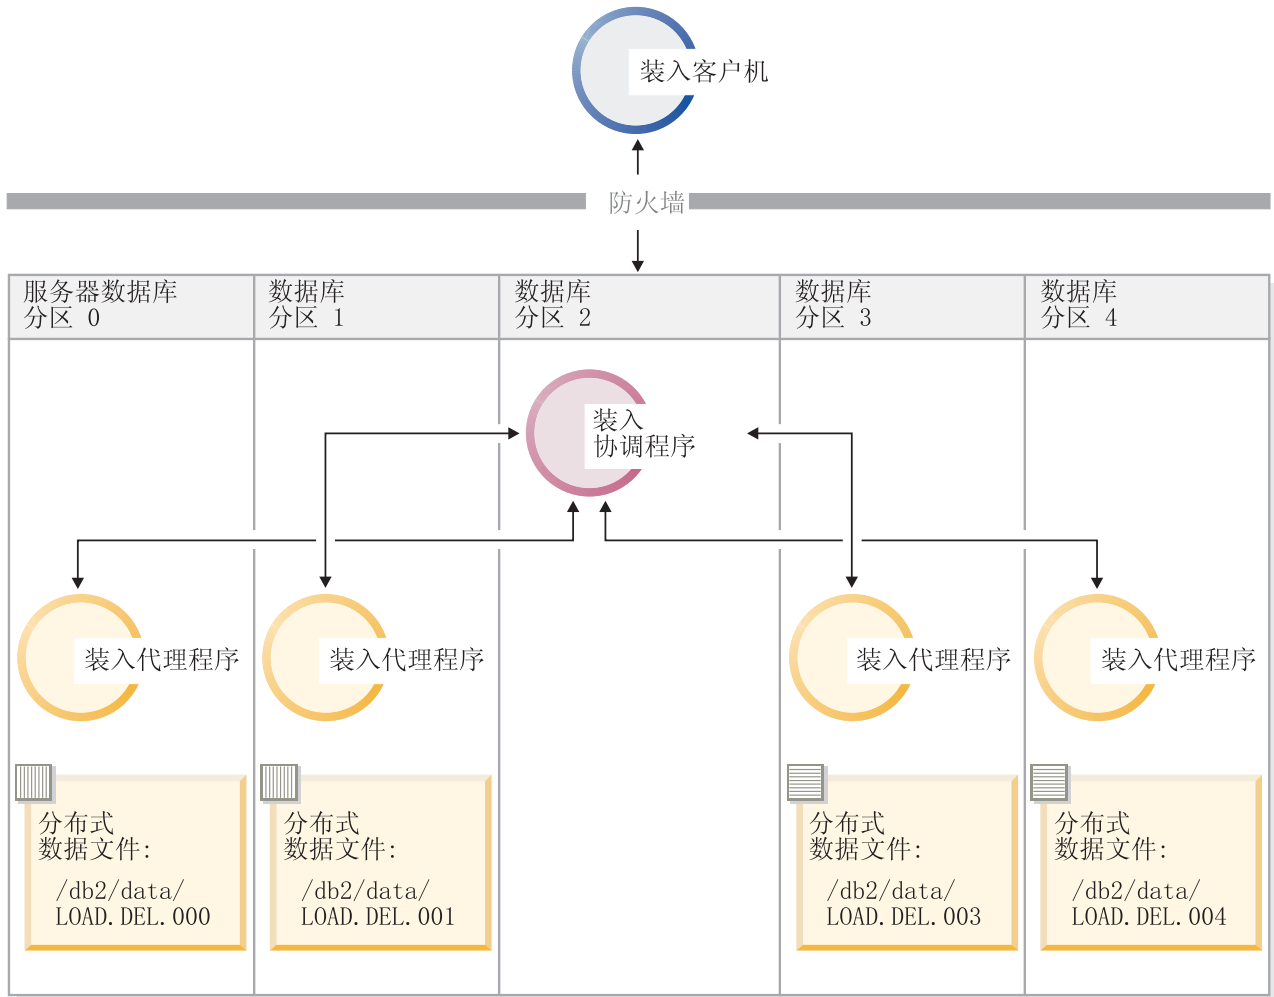 装入客户机
防火墙
服务器数据库
分区 0
数据库
分区 1
数据库
分区 2
数据库
分区 3
数据库
分区 4
装入
协调程序
装入代理程序
装入代理程序
装入代理程序
装入代理程序
分布式
数据文件:
/db2/data/
LOAD.DEL.000
分布式
数据文件:
/db2/data/
LOAD.DEL.001
分布式
数据文件:
/db2/data/
LOAD.DEL.003
分布式
数据文件:
/db2/data/
LOAD.DEL.004